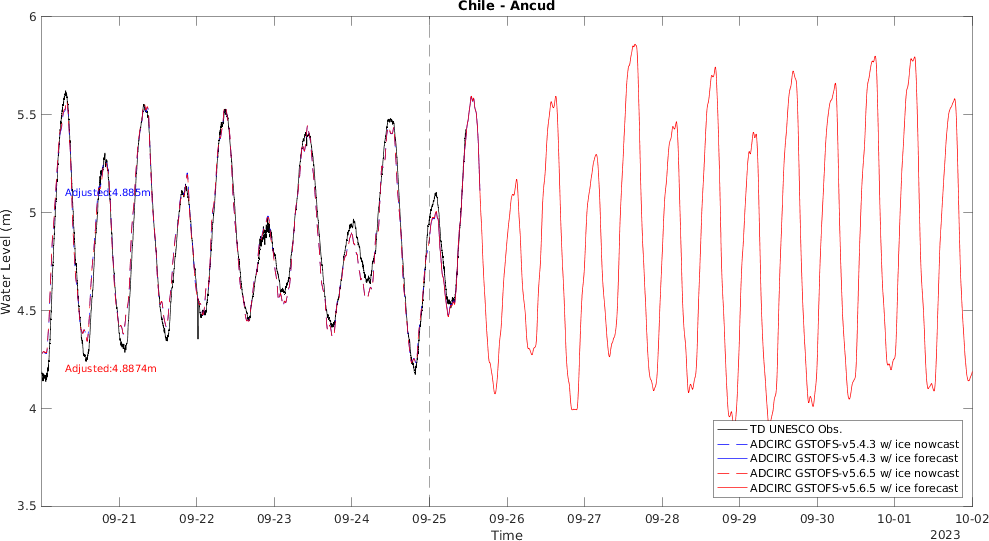 Chile - Ancud
6
5.5
5
4.5
4
3.5
Water Level (m)
Adjusted:4.885m
Adjusted:4.8874m
TD UNESCO Obs.
ADCIRC GSTOFS-v5.4.3 w/ ice nowcast
ADCIRC GSTOFS-v5.4.3 w/ ice forecast
ADCIRC GSTOFS-v5.6.5 w/ ice nowcast
ADCIRC GSTOFS-v5.6.5 w/ ice forecast
09-21 09-22 09-23 09-24 09-25 09-26 09-27 09-28 09-29 09-30 10-01 10-02
Time
2023